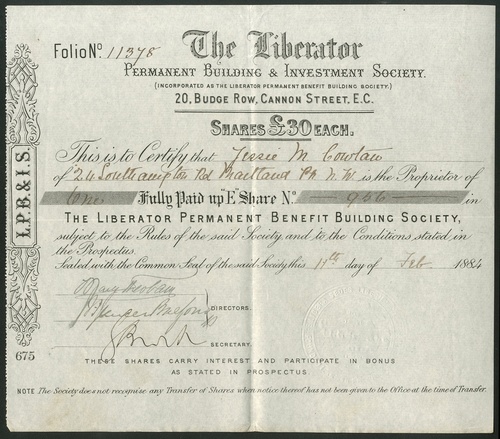 Folio No. 11378
The Liberator
PERMANENT BUILDING & INVESTMENT SOCIETY.
(INCORPORATED AS THE LIBERATOR PERMANENT BENEFIT BUILDING SOCIETY.)
20, BUDGE ROW, CANNON STREET, E.C.
SHARES £30 EACH.
This is to Certify that Jessie M
of 24 Southampton Rd Maitland Pk N.W. is the Proprietor of
One Fully Paid up "E" Share No. 966 in
THE LIBERATOR PERMANENT BENEFIT BUILDING SOCIETY,
subject to the Rules of the said Society and to the Conditions stated in
the Prospectus.
Sealed with the Common Seal of the said Society this 11th day of Feb 1884
DIRECTORS.
SECRETARY.
L.P.B. & I.S.
675
THESE SHARES CARRY INTEREST AND PARTICIPATE IN BONUS
AS STATED IN PROSPECTUS.
NOTE The Society does not recognise any Transfer of Shares when notice thereof has not been given to the Office at the time of Transfer.